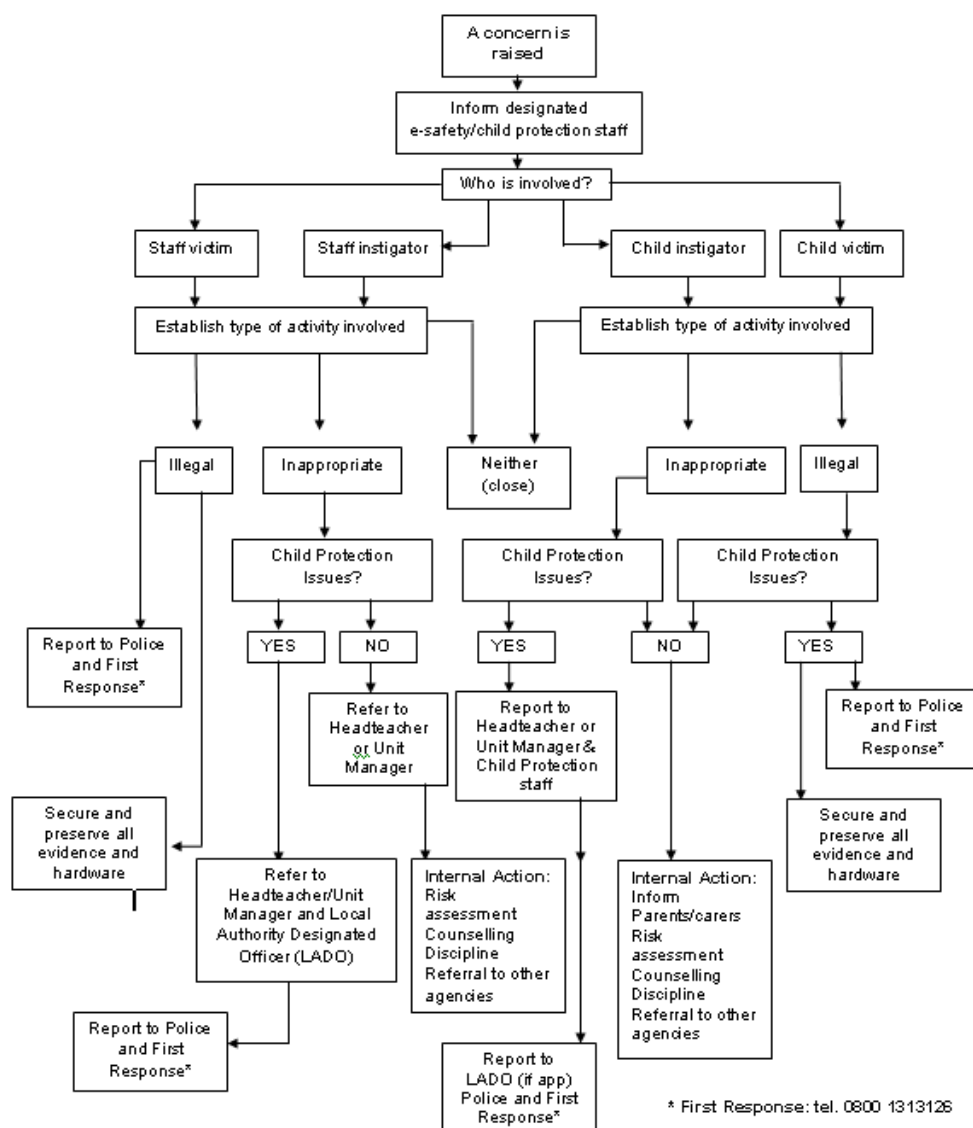 A concern is
raised
Inform designated
e-safety/child protection staff
Who is involved?
Staff victim
Staff instigator
Child instigator
Child victim
Establish type of activity involved
Establish type of activity involved
Illegal
Inappropriate
Neither
(close)
Inappropriate
Illegal
Child Protection
Issues?
Child Protection
Issues?
Child Protection
Issues?
YES
NO
YES
NO
YES
Report to Police
and First
Response*
Refer to
Headteacher
or Unit
Manager
Report to
Headteacher or
Unit Manager &
Child Protection
staff
Report to Police
and First
Response*
Secure and
preserve all
evidence and
hardware
Secure and
preserve all
evidence and
hardware
Refer to
Headteacher/Unit
Manager and Local
Authority Designated
Officer (LADO)
Internal Action:
Risk
assessment
Counselling
Discipline
Referral to other
agencies
Internal Action:
Inform
Parents/carers
Risk
assessment
Counselling
Discipline
Referral to other
agencies
Report to Police
and First
Response*
Report to
LADO (if app)
Police and First
Response*
* First Response: tel. 0800 1313126